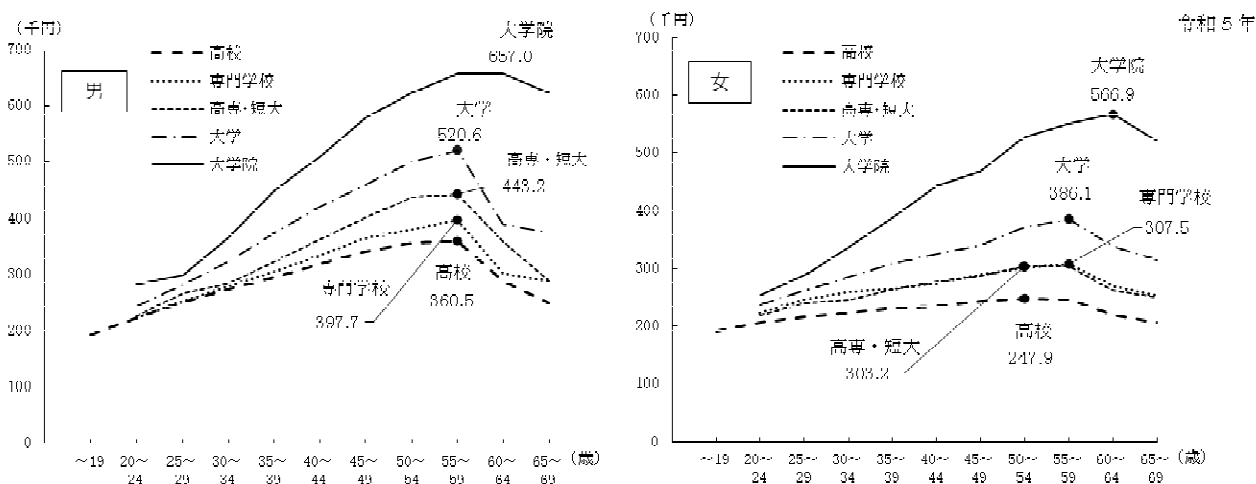 (千円)
男
700
600
500
400
300
200
100
0
高校
専門学校
高専・短大
大学
大学院
大学院
657.0
大学
520.6
高専・短大
443.2
専門学校
397.7
高校
360.5
～19 20～ 25～ 30～ 35～ 40～ 45～ 50～ 55～ 60～ 65～ (歳)
24 29 34 39 44 49 54 59 64 69
令和5年
(千円)
女
700
600
500
400
300
200
100
0
高校
専門学校
高専・短大
大学
大学院
大学院
566.9
大学
386.1
専門学校
307.5
高専・短大
303.2
高校
247.9
～19 20～ 25～ 30～ 35～ 40～ 45～ 50～ 55～ 60～ 65～ (歳)
24 29 34 39 44 49 54 59 64 69